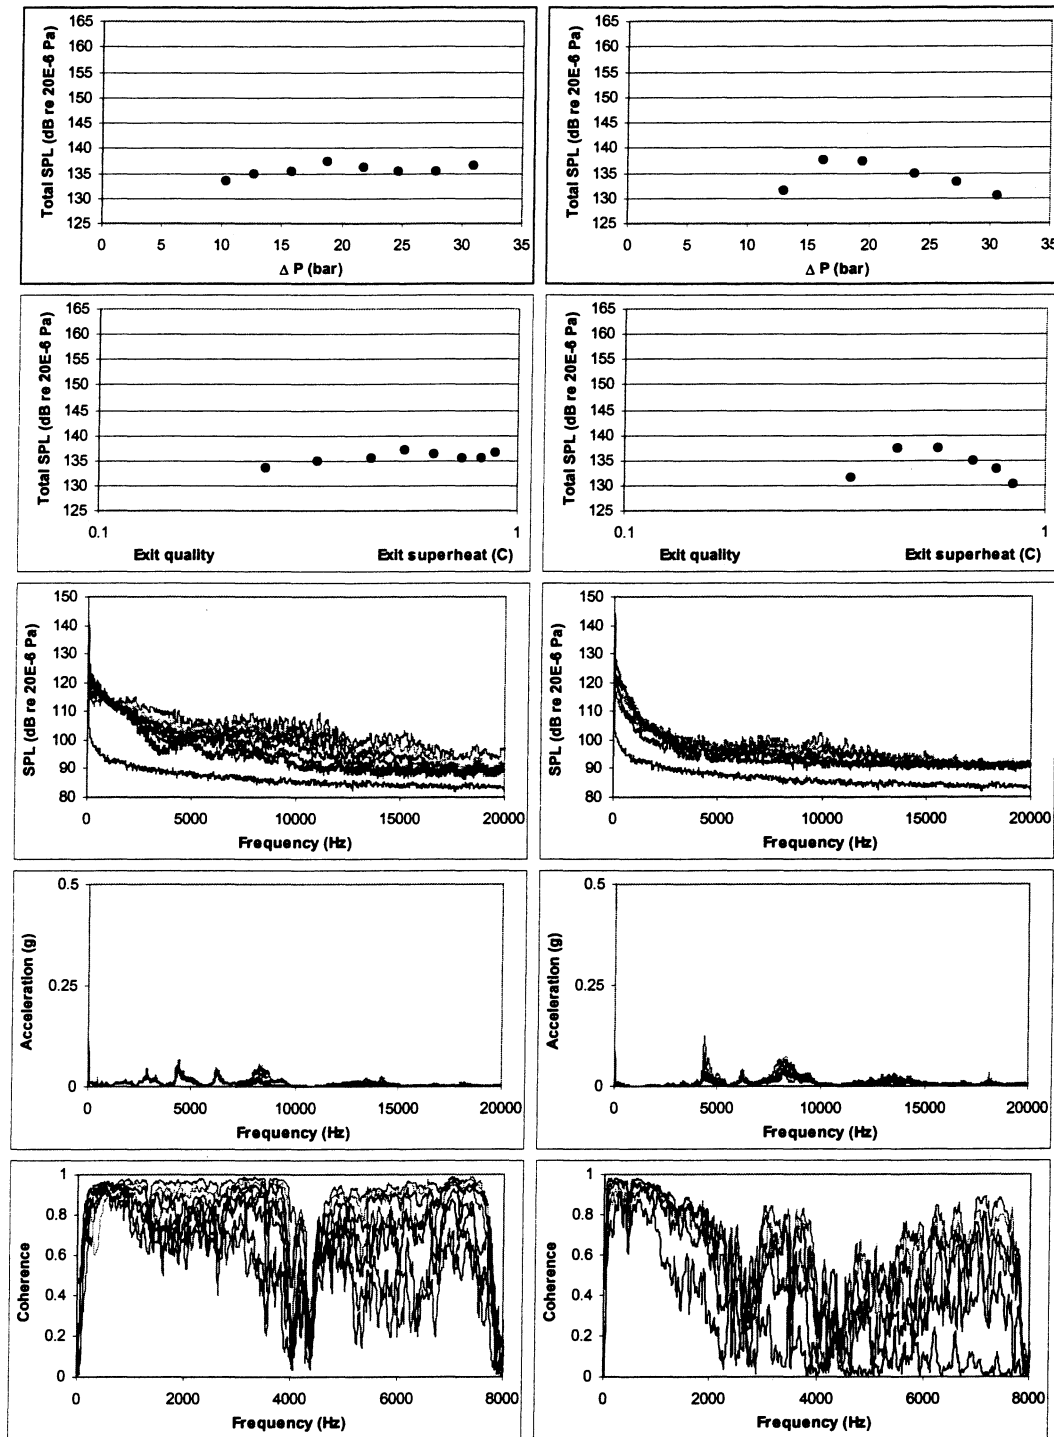 Total SPL (dB re 20E-6 Pa)
165
160
155
150
145
140
135
130
125
0 5 10 15 20 25 30 35
Δ P (bar)
Total SPL (dB re 20E-6 Pa)
165
160
155
150
145
140
135
130
125
0 5 10 15 20 25 30 35
Δ P (bar)
Total SPL (dB re 20E-6 Pa)
165
160
155
150
145
140
135
130
125
0.1 1
Exit quality Exit superheat (C)
Total SPL (dB re 20E-6 Pa)
165
160
155
150
145
140
135
130
125
0.1 1
Exit quality Exit superheat (C)
SPL (dB re 20E-6 Pa)
150
140
130
120
110
100
90
80
0 5000 10000 15000 20000
Frequency (Hz)
SPL (dB re 20E-6 Pa)
150
140
130
120
110
100
90
80
0 5000 10000 15000 20000
Frequency (Hz)
Acceleration (g)
0.5
0.25
0
0 5000 10000 15000 20000
Frequency (Hz)
Acceleration (g)
0.5
0.25
0
0 5000 10000 15000 20000
Frequency (Hz)
Coherence
1
0.8
0.6
0.4
0.2
0
0 2000 4000 6000 8000
Frequency (Hz)
Coherence
1
0.8
0.6
0.4
0.2
0
0 2000 4000 6000 8000
Frequency (Hz)